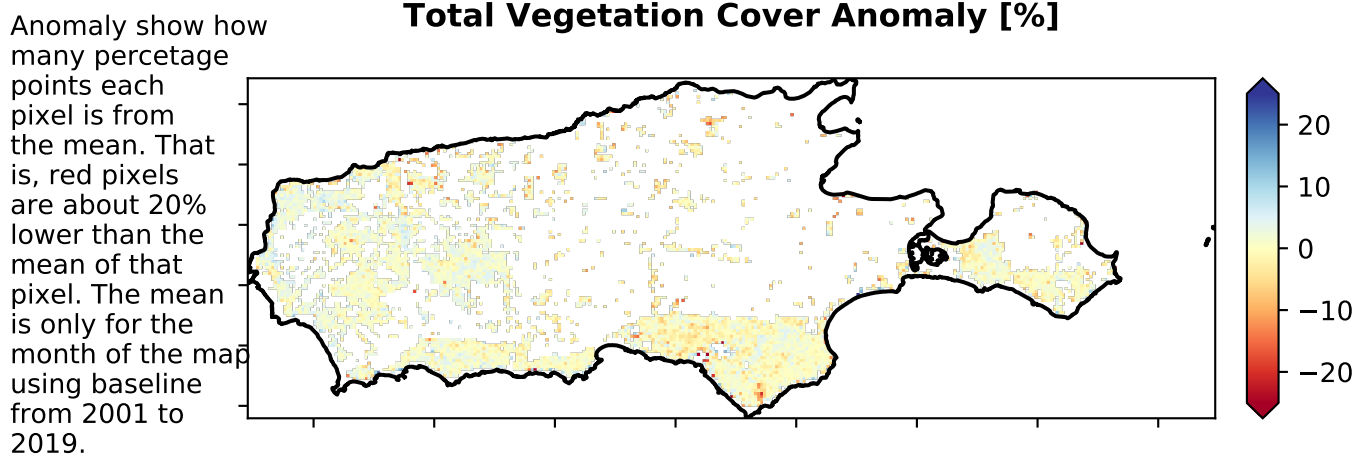 Total Vegetation Cover Anomaly [%]
Anomaly show how
many percetage
points each
pixel is from
the mean. That
is, red pixels
are about 20%
lower than the
mean of that
pixel. The mean
is only for the
month of the map
using baseline
from 2001 to
2019.
20
10
0
−10
−20